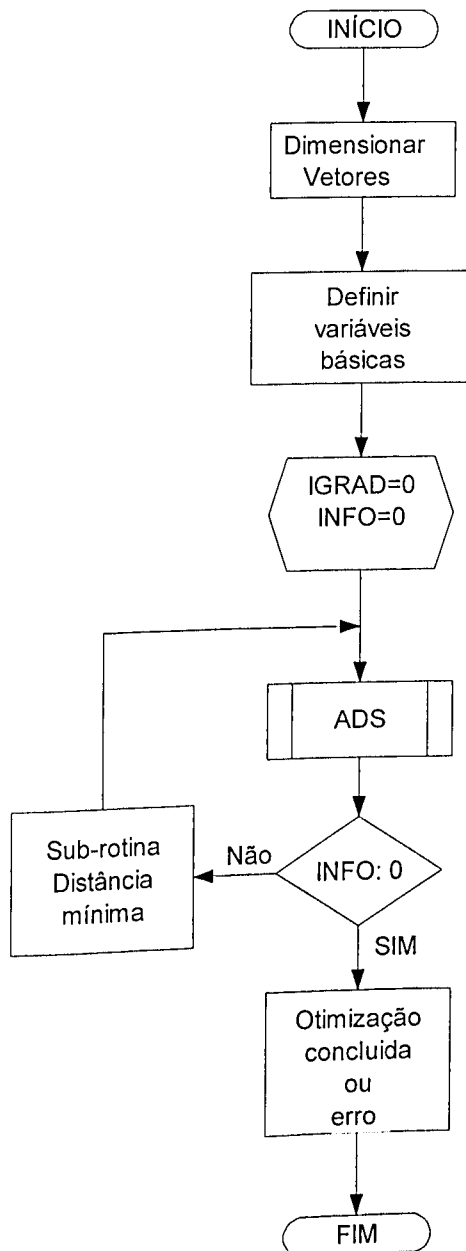 INÍCIO
Dimensionar
Vetores
Definir
variáveis
básicas
IGRAD=0
INFO=0
ADS
INFO: 0
Não
Sub-rotina
Distância
mínima
SIM
Otimização
concluida
ou
erro
FIM